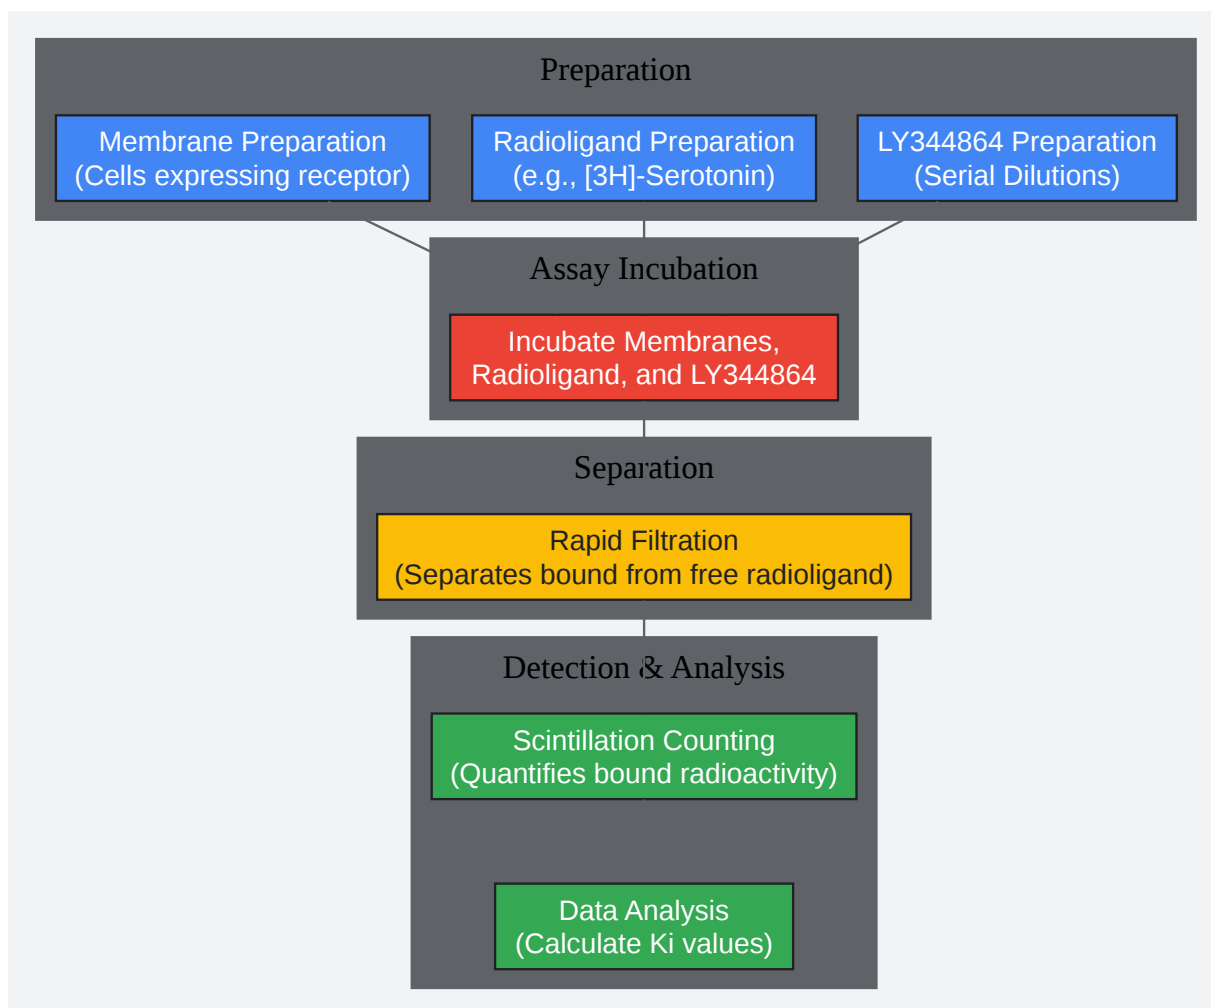 Preparation
Membrane Preparation
(Cells expressing receptor)
Radioligand Preparation
(e.g., [3H]-Serotonin)
LY344864 Preparation
(Serial Dilutions)
Assay Incubation
Incubate Membranes,
Radioligand, and LY344864
Separation
Rapid Filtration
(Separates bound from free radioligand)
Detection & Analysis
Scintillation Counting
(Quantifies bound radioactivity)
Data Analysis
(Calculate Ki values)